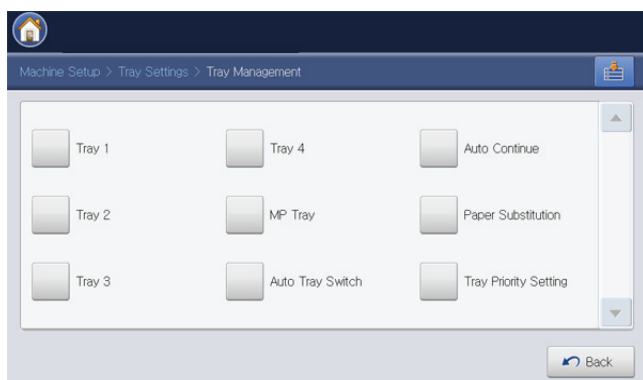 Machine Setup > Tray Settings > Tray Management
Tray 1
Tray 4
Auto Continue
Tray 2
MP Tray
Paper Substitution
Tray 3
Auto Tray Switch
Tray Priority Setting
Back